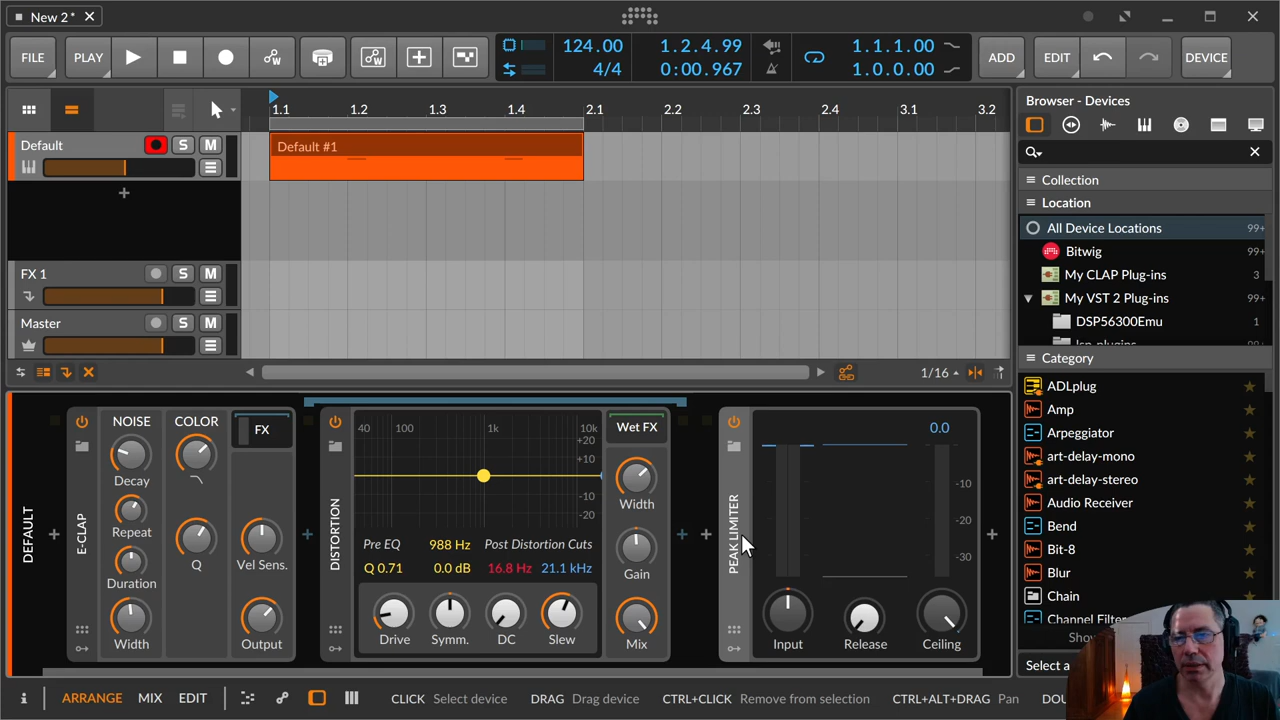 New 2*
FILE
PLAY
124.00
4/4
1.2.4.99
0:00.967
1.1.1.00
1.0.0.00
ADD
EDIT
DEVICE
1.1
1.2
1.3
1.4
2.1
2.2
2.3
2.4
3.1
3.2
Default
S
M
Default #1
+
FX 1
S
M
Master
S
M
1/16
Browser - Devices
Collection
Location
All Device Locations
99+
Bitwig
99+
My CLAP Plug-ins
3
My VST 2 Plug-ins
99+
DSP56300Emu
1
lsp-plugins
99+
Category
ADLplug
Amp
Arpeggiator
art-delay-mono
art-delay-stereo
Audio Receiver
Bend
Bit-8
Blur
Chain
Channel Filter
DEFAULT
E-CLAP
NOISE
Decay
Repeat
Duration
Width
COLOR
Q
FX
Vel Sens.
Output
DISTORTION
40
100
1k
10k
+20
+10
-10
-20
Pre EQ
988 Hz
Post Distortion Cuts
Q 0.71
0.0 dB
16.8 Hz
21.1 kHz
Drive
Symm.
DC
Slew
Wet FX
Width
Gain
Mix
PEAK LIMITER
0.0
-10
-20
-30
Input
Release
Ceiling
Select a
i
ARRANGE
MIX
EDIT
CLICK
Select device
DRAG
Drag device
CTRL+CLICK
Remove from selection
CTRL+ALT+DRAG
Pan